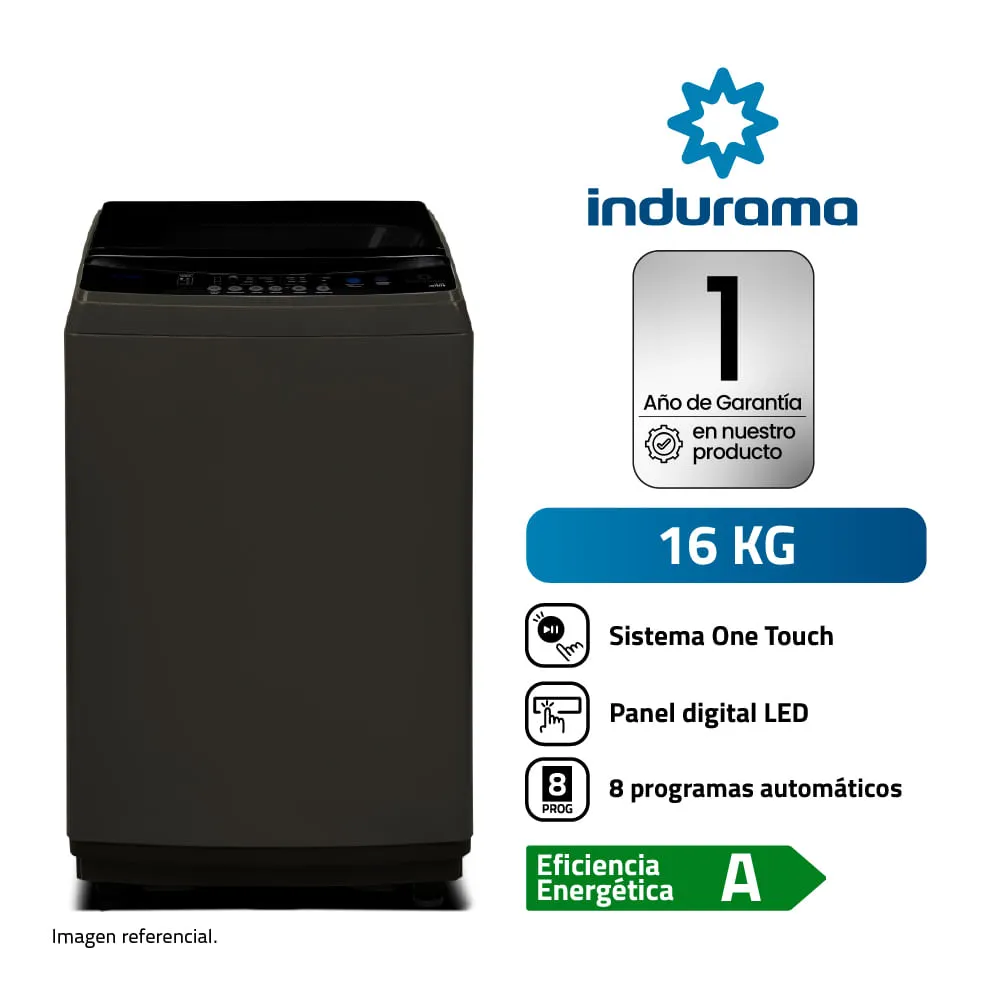 indurama
1
Año de Garantía
en nuestro
producto
16 KG
Sistema One Touch
Panel digital LED
8
PROG
8 programas automáticos
Eficiencia
Energética
A
Imagen referencial.